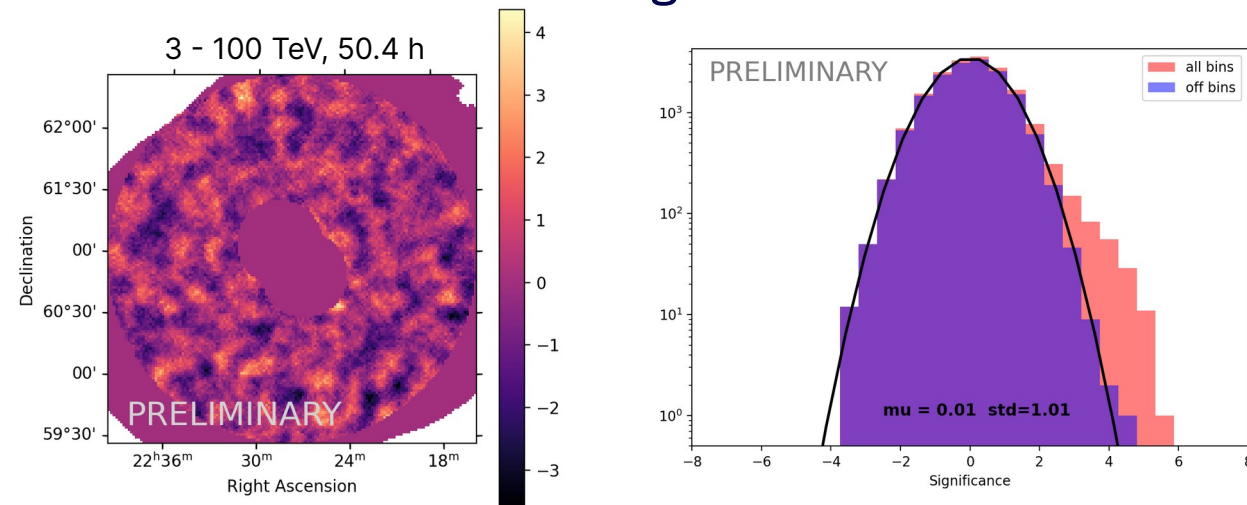 3 - 100 TeV, 50.4 h
Declination
62°00'
61°30'
00'
60°30'
00'
59°30'
PRELIMINARY
22ʰ36ᵐ 30ᵐ 24ᵐ 18ᵐ
Right Ascension
4
3
2
1
0
−1
−2
−3
PRELIMINARY
all bins
off bins
10³
10²
10¹
10⁰
mu = 0.01 std=1.01
−8 −6 −4 −2 0 2 4 6 8
Significance